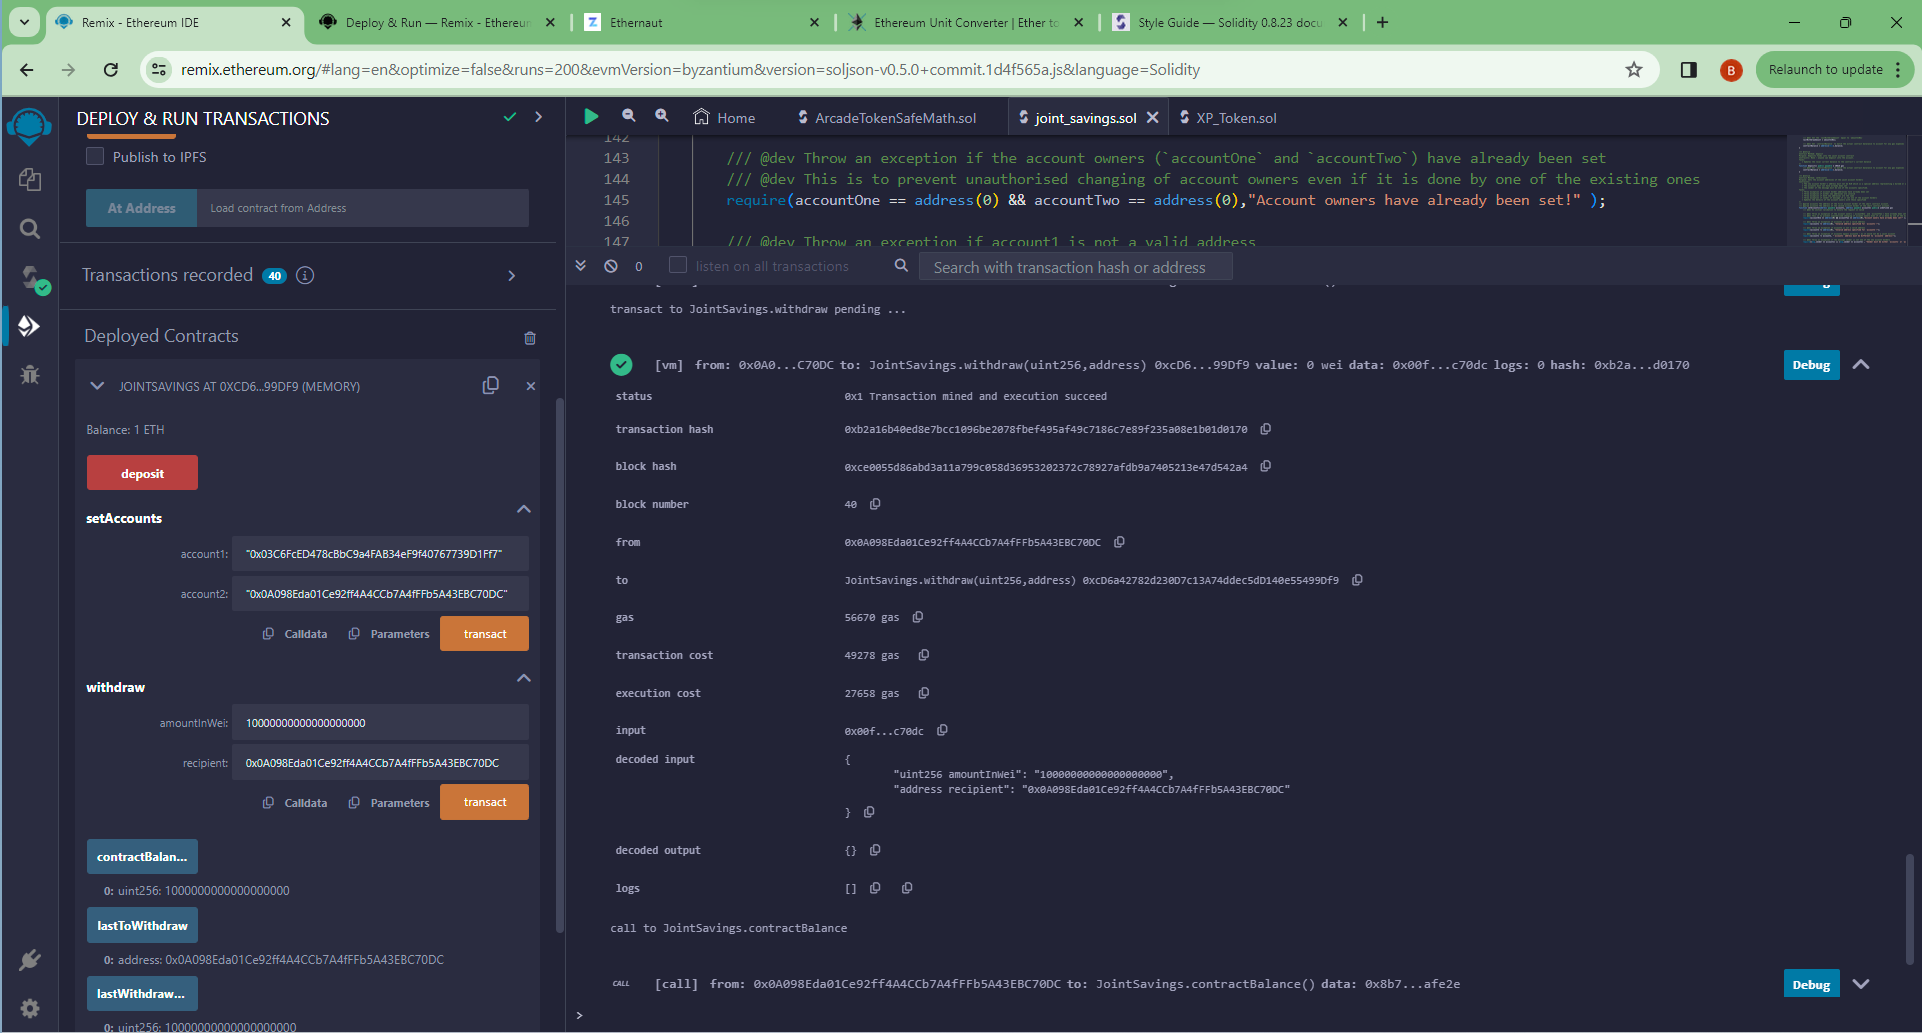 Remix - Ethereum IDE
Deploy & Run — Remix - Ethereum
Ethernaut
Ethereum Unit Converter | Ether to
Style Guide — Solidity 0.8.23 docu
remix.ethereum.org/#lang=en&optimize=false&runs=200&evmVersion=byzantium&version=soljson-v0.5.0+commit.1d4f565a.js&language=Solidity
B
Relaunch to update
DEPLOY & RUN TRANSACTIONS
Publish to IPFS
At Address
Load contract from Address
Transactions recorded 40
Deployed Contracts
JOINTSAVINGS AT 0XCD6...99DF9 (MEMORY)
Balance: 1 ETH
deposit
setAccounts
account1: "0x03C6FcED478cBbC9a4FAB34eF9f40767739D1Ff7"
account2: "0x0A098Eda01Ce92ff4A4CCb7A4fFFb5A43EBC70DC"
Calldata Parameters transact
withdraw
amountInWei: 10000000000000000000
recipient: 0x0A098Eda01Ce92ff4A4CCb7A4fFFb5A43EBC70DC
Calldata Parameters transact
contractBalan...
0: uint256: 1000000000000000000
lastToWithdraw
0: address: 0x0A098Eda01Ce92ff4A4CCb7A4fFFb5A43EBC70DC
lastWithdraw...
0: uint256: 10000000000000000000
Home
ArcadeTokenSafeMath.sol
joint_savings.sol
XP_Token.sol
142
143 /// @dev Throw an exception if the account owners (`accountOne` and `accountTwo`) have already been set
144 /// @dev This is to prevent unauthorised changing of account owners even if it is done by one of the existing ones
145 require(accountOne == address(0) && accountTwo == address(0),"Account owners have already been set!" );
146
147 /// @dev Throw an exception if account1 is not a valid address
0
listen on all transactions
Search with transaction hash or address
Debug
transact to JointSavings.withdraw pending ...
[vm] from: 0x0A0...C70DC to: JointSavings.withdraw(uint256,address) 0xcD6...99Df9 value: 0 wei data: 0x00f...c70dc logs: 0 hash: 0xb2a...d0170
Debug
status 0x1 Transaction mined and execution succeed
transaction hash 0xb2a16b40ed8e7bcc1096be2078fbef495af49c7186c7e89f235a08e1b01d0170
block hash 0xce0055d86abd3a11a799c058d36953202372c78927afdb9a7405213e47d542a4
block number 40
from 0x0A098Eda01Ce92ff4A4CCb7A4fFFb5A43EBC70DC
to JointSavings.withdraw(uint256,address) 0xcD6a42782d230D7c13A74ddec5dD140e55499Df9
gas 56670 gas
transaction cost 49278 gas
execution cost 27658 gas
input 0x00f...c70dc
decoded input {
"uint256 amountInWei": "10000000000000000000",
"address recipient": "0x0A098Eda01Ce92ff4A4CCb7A4fFFb5A43EBC70DC"
}
decoded output {}
logs []
call to JointSavings.contractBalance
CALL [call] from: 0x0A098Eda01Ce92ff4A4CCb7A4fFFb5A43EBC70DC to: JointSavings.contractBalance() data: 0x8b7...afe2e
Debug
>